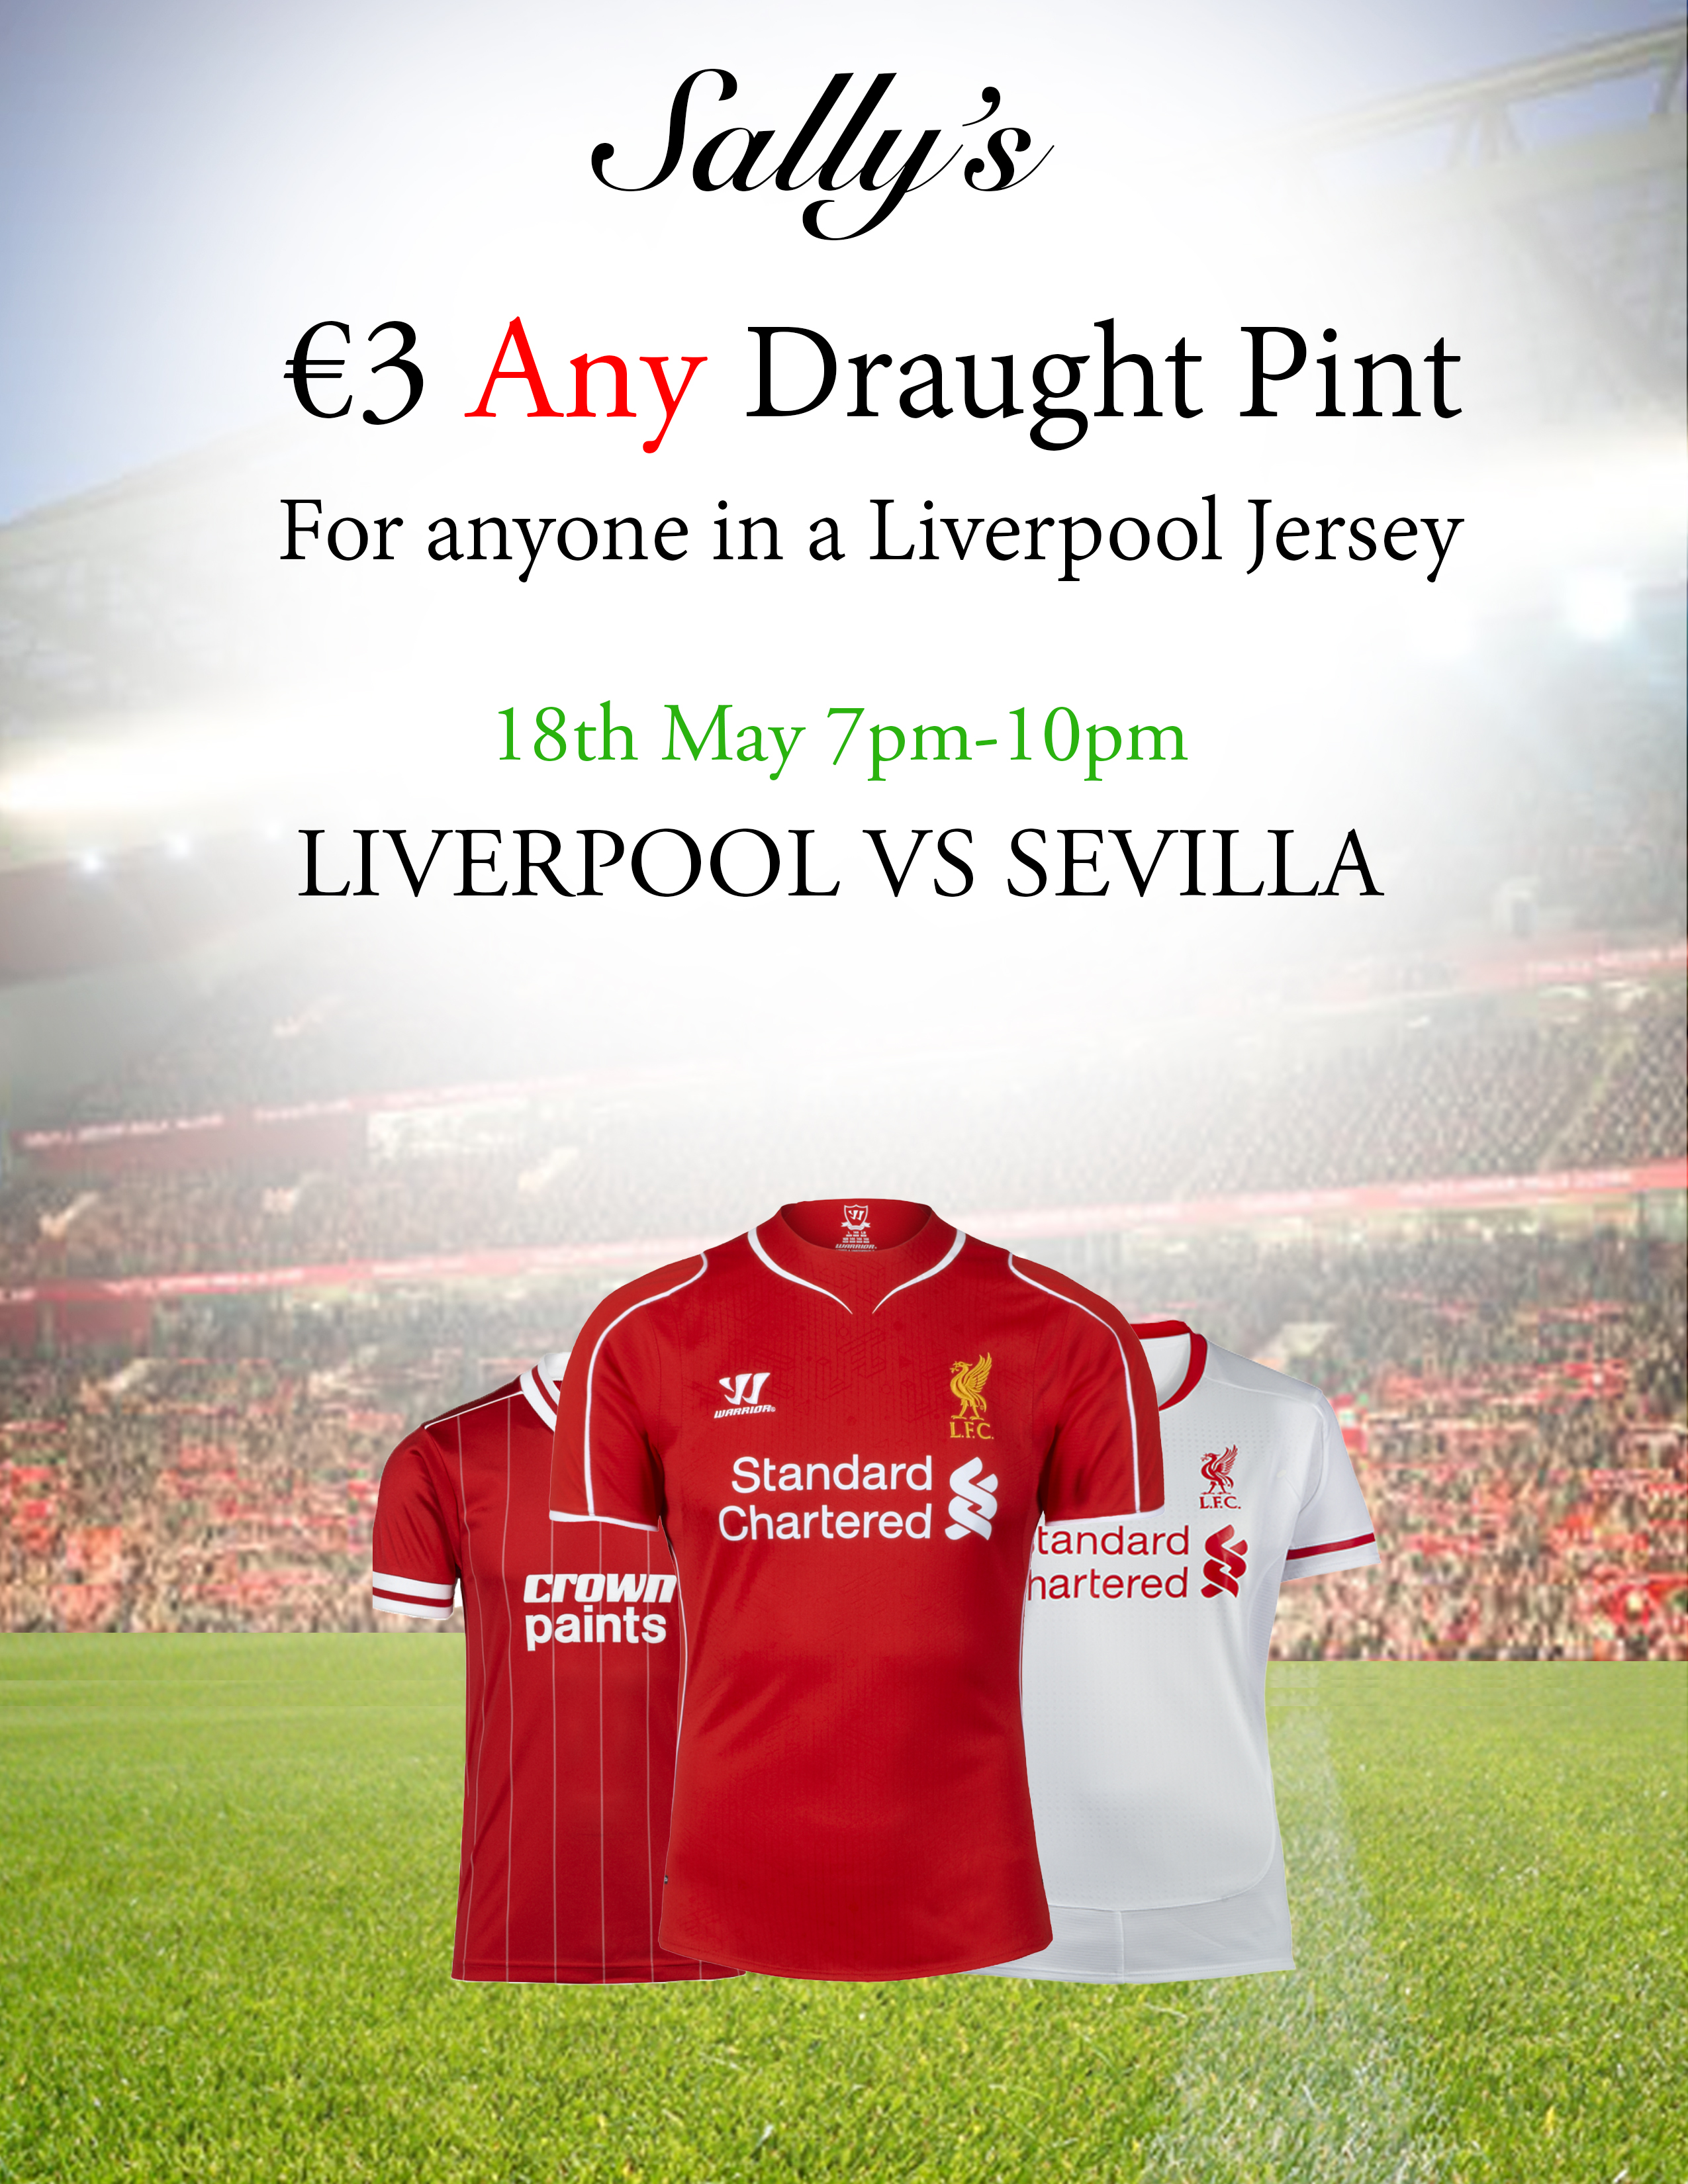 Sally's
€3 Any Draught Pint
For anyone in a Liverpool Jersey
18th May 7pm-10pm
LIVERPOOL VS SEVILLA
WARRIOR
WARRIOR
L.F.C.
Standard
Chartered
L.F.C.
tandard
hartered
crown
paints